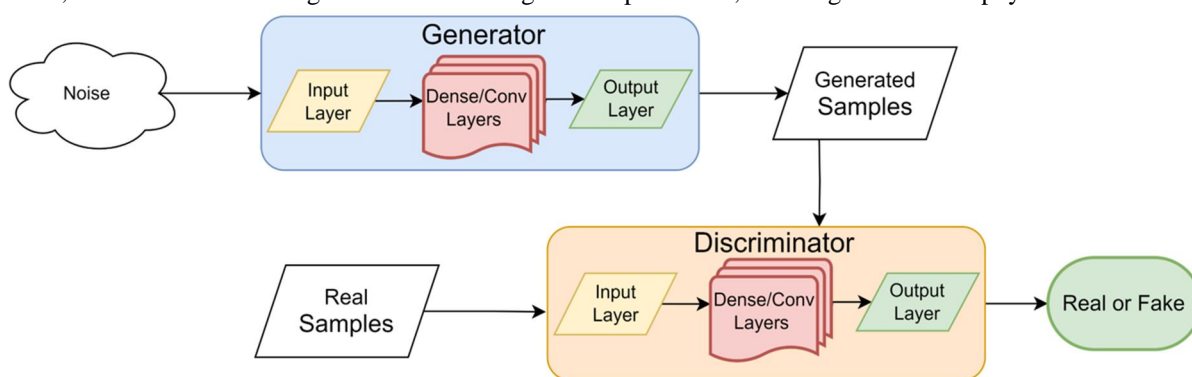 Generator
Noise
Input
Layer
Dense/Conv
Layers
Output
Layer
Generated
Samples
Discriminator
Real
Samples
Input
Layer
Dense/Conv
Layers
Output
Layer
Real or Fake